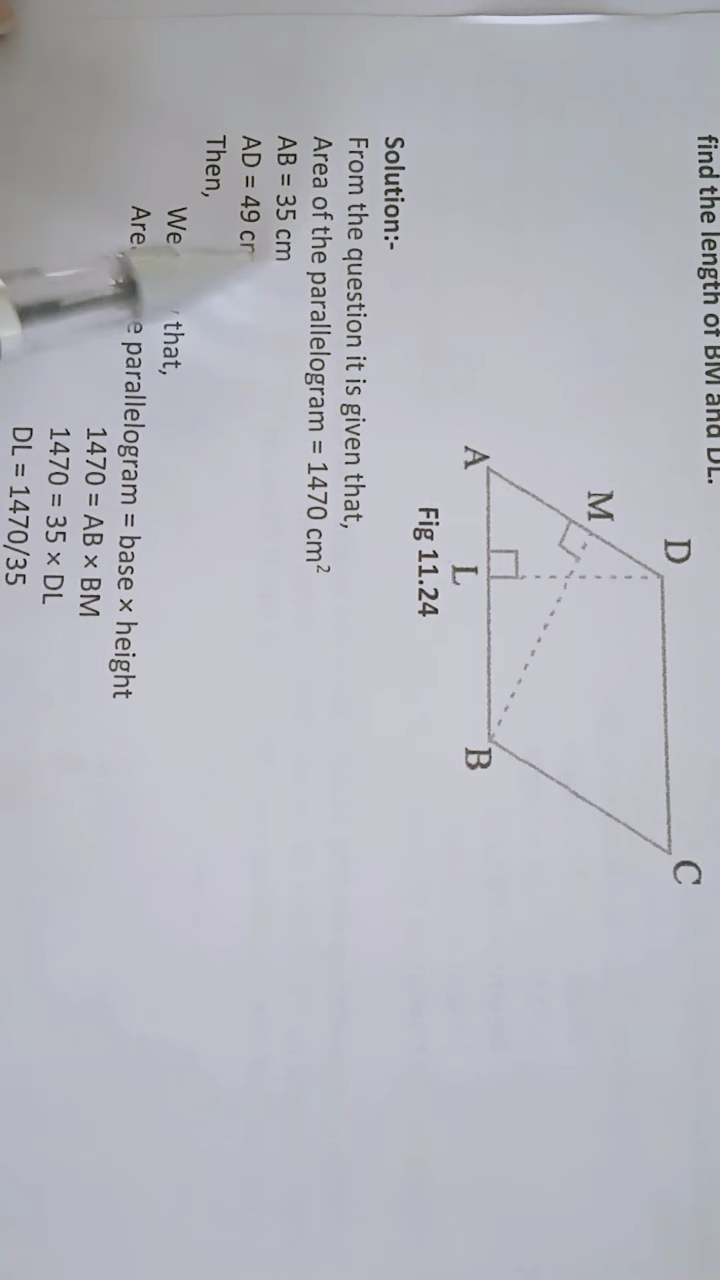 find the length of BM and DL.
D
C
M
A
L
B
Fig 11.24
Solution:-
From the question it is given that,
Area of the parallelogram = 1470 cm²
AB = 35 cm
AD = 49
Then,
We that,
parallelogram = base × height
1470 = AB × BM
1470 = 35 × DL
DL = 1470/35